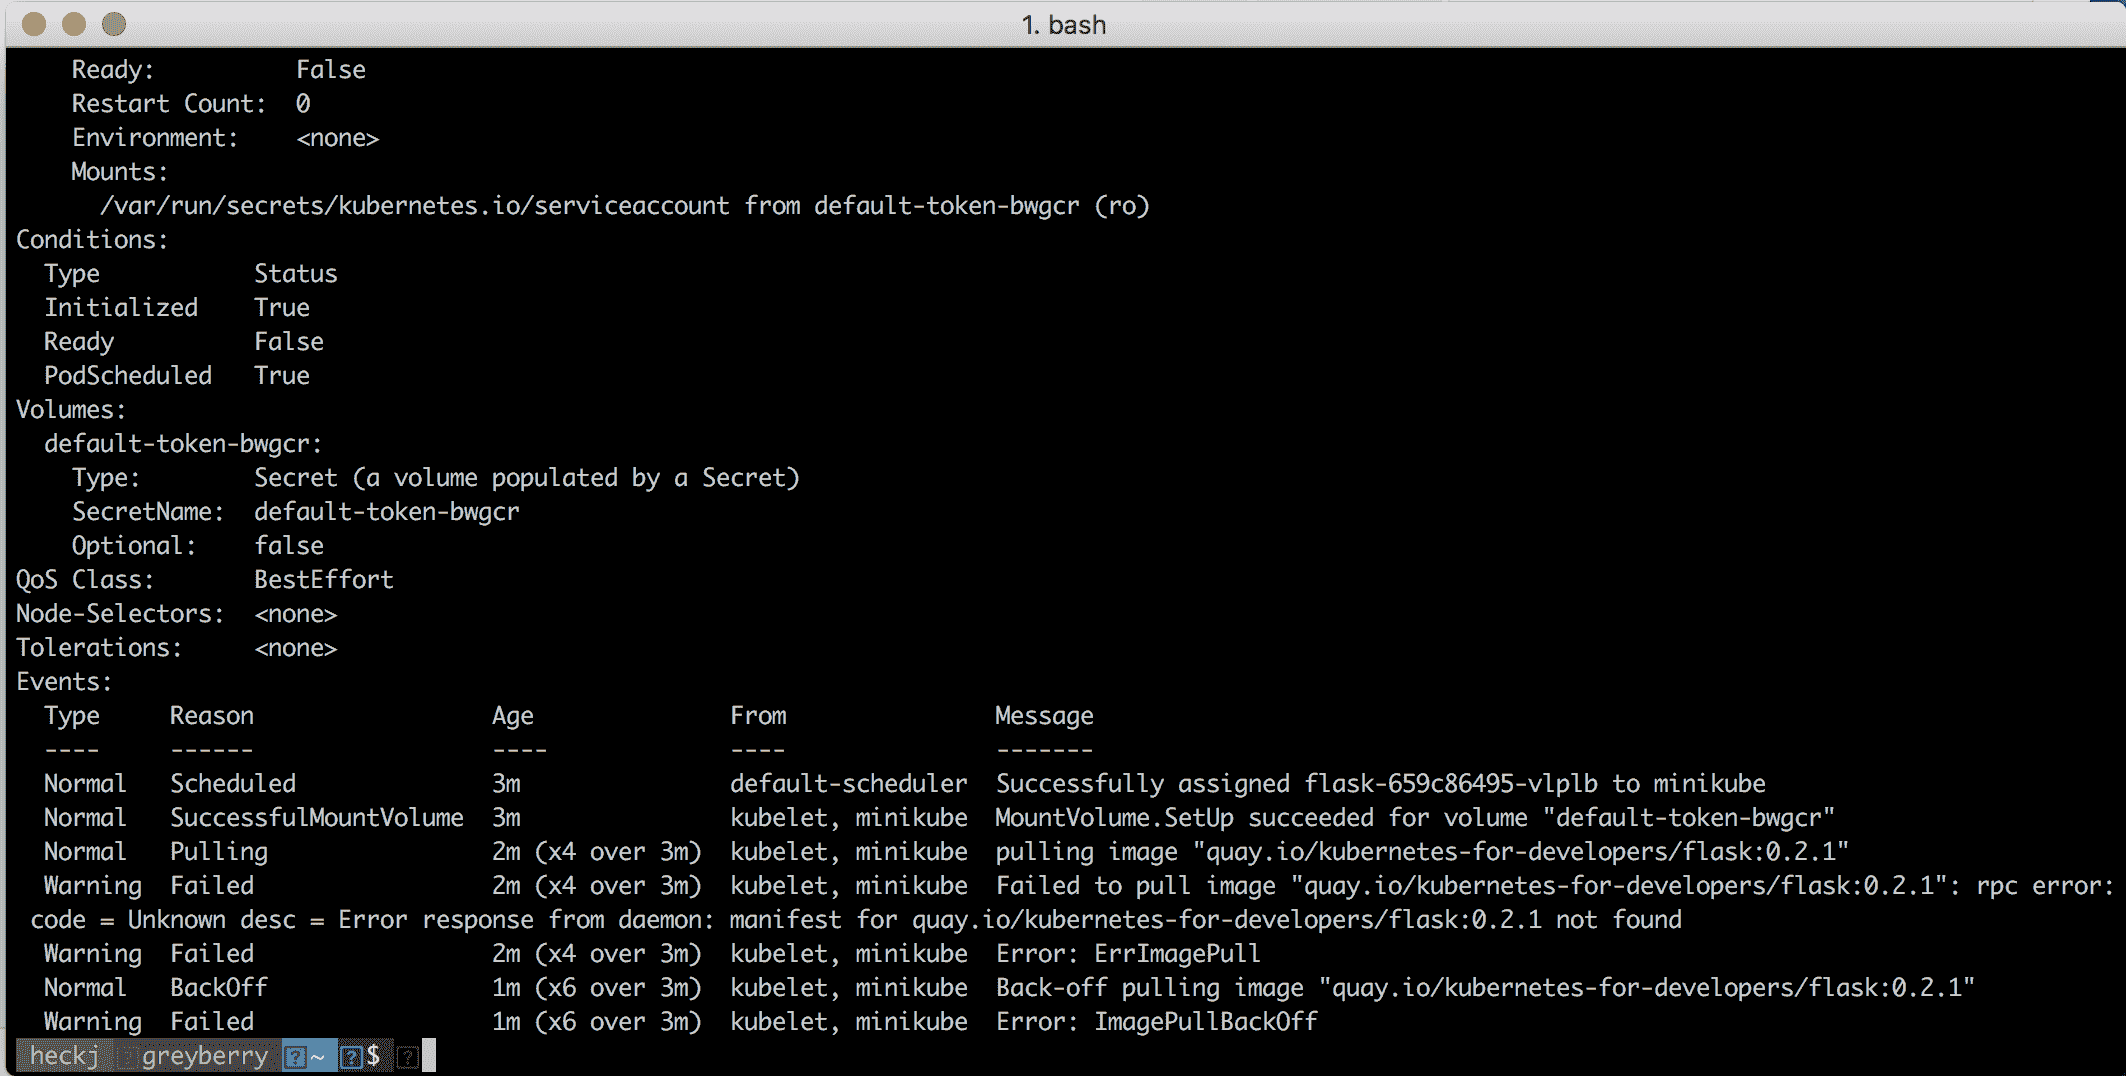 1. bash
Ready: False
Restart Count: 0
Environment: <none>
Mounts:
/var/run/secrets/kubernetes.io/serviceaccount from default-token-bwgcr (ro)
Conditions:
Type Status
Initialized True
Ready False
PodScheduled True
Volumes:
default-token-bwgcr:
Type: Secret (a volume populated by a Secret)
SecretName: default-token-bwgcr
Optional: false
QoS Class: BestEffort
Node-Selectors: <none>
Tolerations: <none>
Events:
Type Reason Age From Message
---- ------ ---- ---- -------
Normal Scheduled 3m default-scheduler Successfully assigned flask-659c86495-vlplb to minikube
Normal SuccessfulMountVolume 3m kubelet, minikube MountVolume.SetUp succeeded for volume "default-token-bwgcr"
Normal Pulling 2m (x4 over 3m) kubelet, minikube pulling image "quay.io/kubernetes-for-developers/flask:0.2.1"
Warning Failed 2m (x4 over 3m) kubelet, minikube Failed to pull image "quay.io/kubernetes-for-developers/flask:0.2.1": rpc error:
code = Unknown desc = Error response from daemon: manifest for quay.io/kubernetes-for-developers/flask:0.2.1 not found
Warning Failed 2m (x4 over 3m) kubelet, minikube Error: ErrImagePull
Normal BackOff 1m (x6 over 3m) kubelet, minikube Back-off pulling image "quay.io/kubernetes-for-developers/flask:0.2.1"
Warning Failed 1m (x6 over 3m) kubelet, minikube Error: ImagePullBackOff
heckj greyberry ? ~ ? $ ?